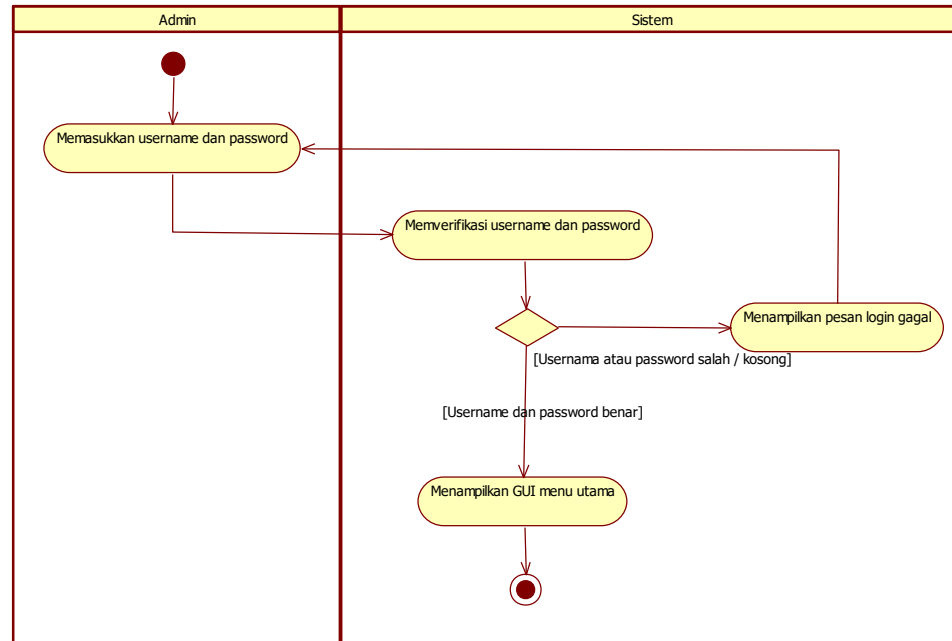 Admin
Sistem
Memasukkan username dan password
Memverifikasi username dan password
Menampilkan pesan login gagal
[Usernama atau password salah / kosong]
[Username dan password benar]
Menampilkan GUI menu utama